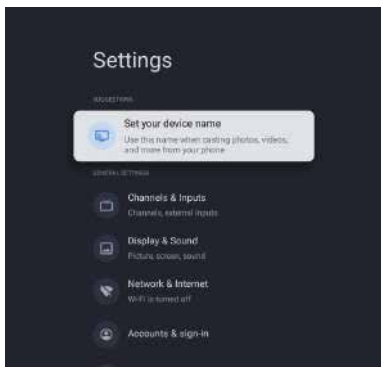 Settings
SUGGESTIONS
Set your device name
Use this name when casting photos, videos,
and more from your phone
GENERAL SETTINGS
Channels & Inputs
Channels, external inputs
Display & Sound
Picture, screen, sound
Network & Internet
Wi-Fi is turned off
Accounts & sign-in